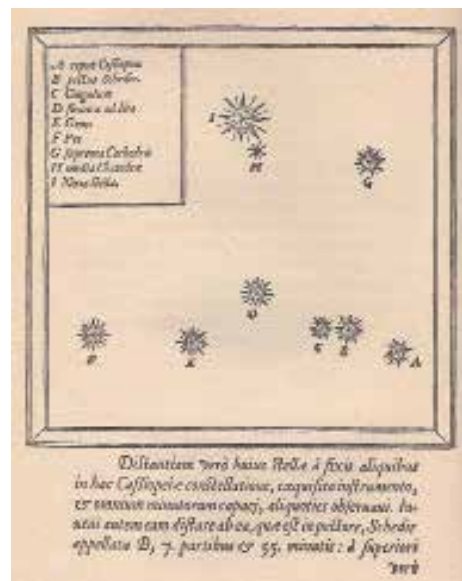 A caput Cassiopeæ
B pectus Schedir.
C Cingulum
D flexura ad Ilia
E Genu
F Pes
G suprema Cathedræ
H media Chatedræ
I Noua stella.
I
H
G
D
F
E
C
B
A
Distantiam verò huius stellæ à fixis aliquibus
in hac Cassiopeiæ constellatione, exquisito instrumento,
& omnium minutorum capaci, aliquoties obseruaui. In-
ueni autem eam distare ab ea, quæ est in pectore, Schedir
appellata B, 7. partibus & 55. minutis: à superiori
verò